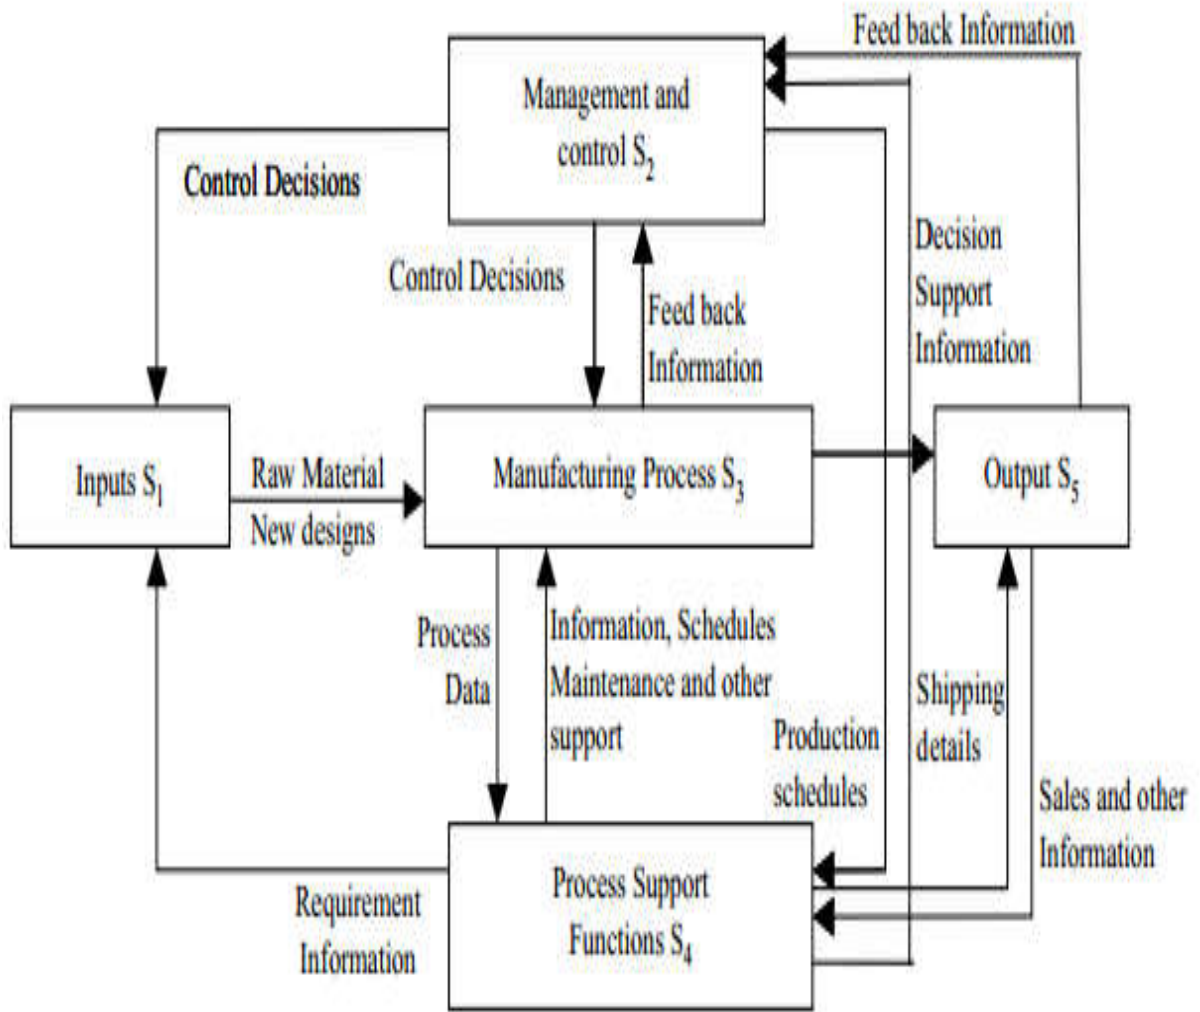 Feed back Information
Management and
control S2
Control Decisions
Control Decisions
Feed back
Information
Decision
Support
Information
Inputs S1
Raw Material
New designs
Manufacturing Process S3
Output S5
Process
Data
Information, Schedules
Maintenance and other
support
Production
schedules
Shipping
details
Sales and other
Information
Requirement
Information
Process Support
Functions S4